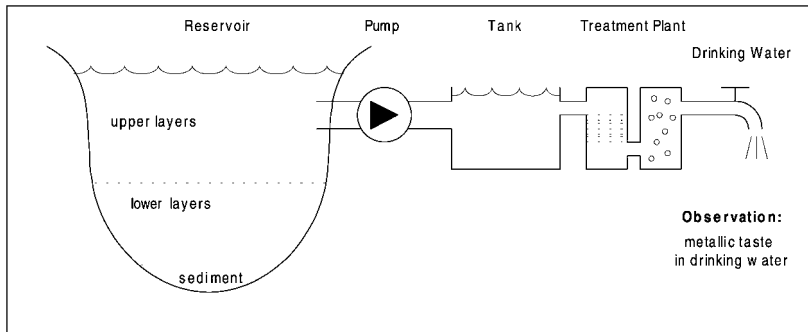 Reservoir
Pump
Tank
Treatment Plant
Drinking Water
upper layers
lower layers
sediment
Observation:
metallic taste
in drinking water